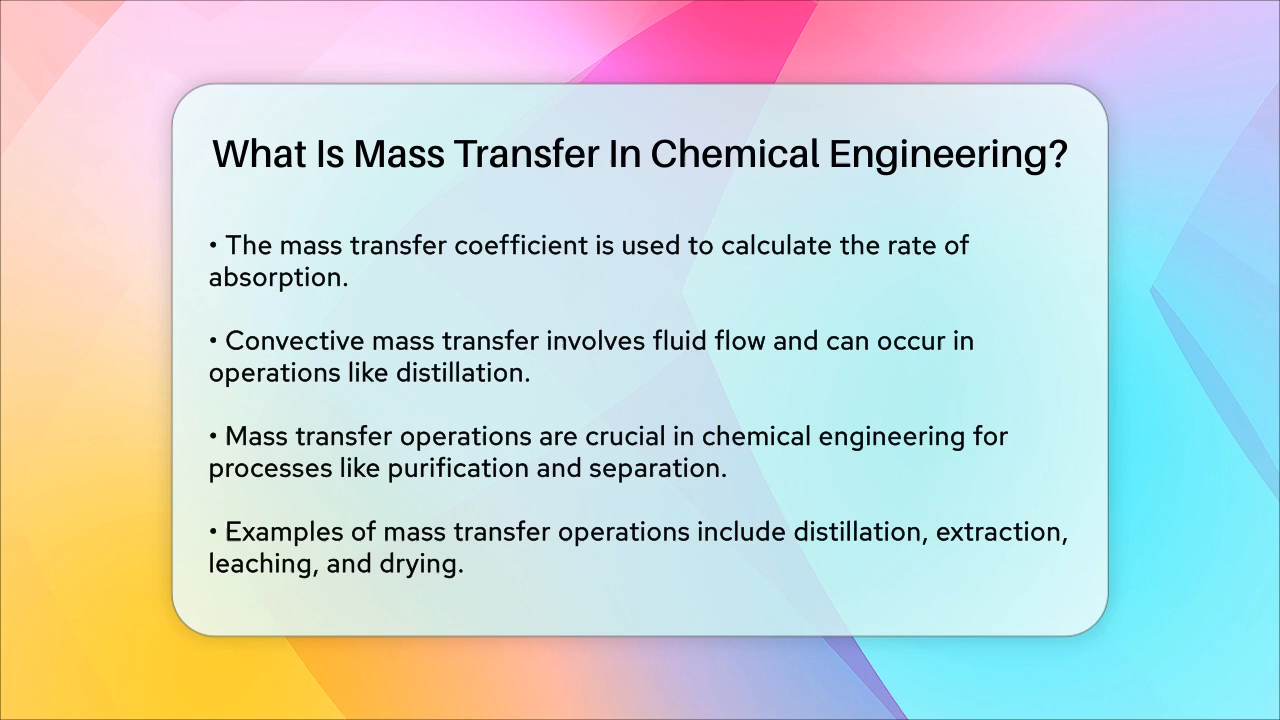 What Is Mass Transfer In Chemical Engineering?
• The mass transfer coefficient is used to calculate the rate of
absorption.
• Convective mass transfer involves fluid flow and can occur in
operations like distillation.
• Mass transfer operations are crucial in chemical engineering for
processes like purification and separation.
• Examples of mass transfer operations include distillation, extraction,
leaching, and drying.